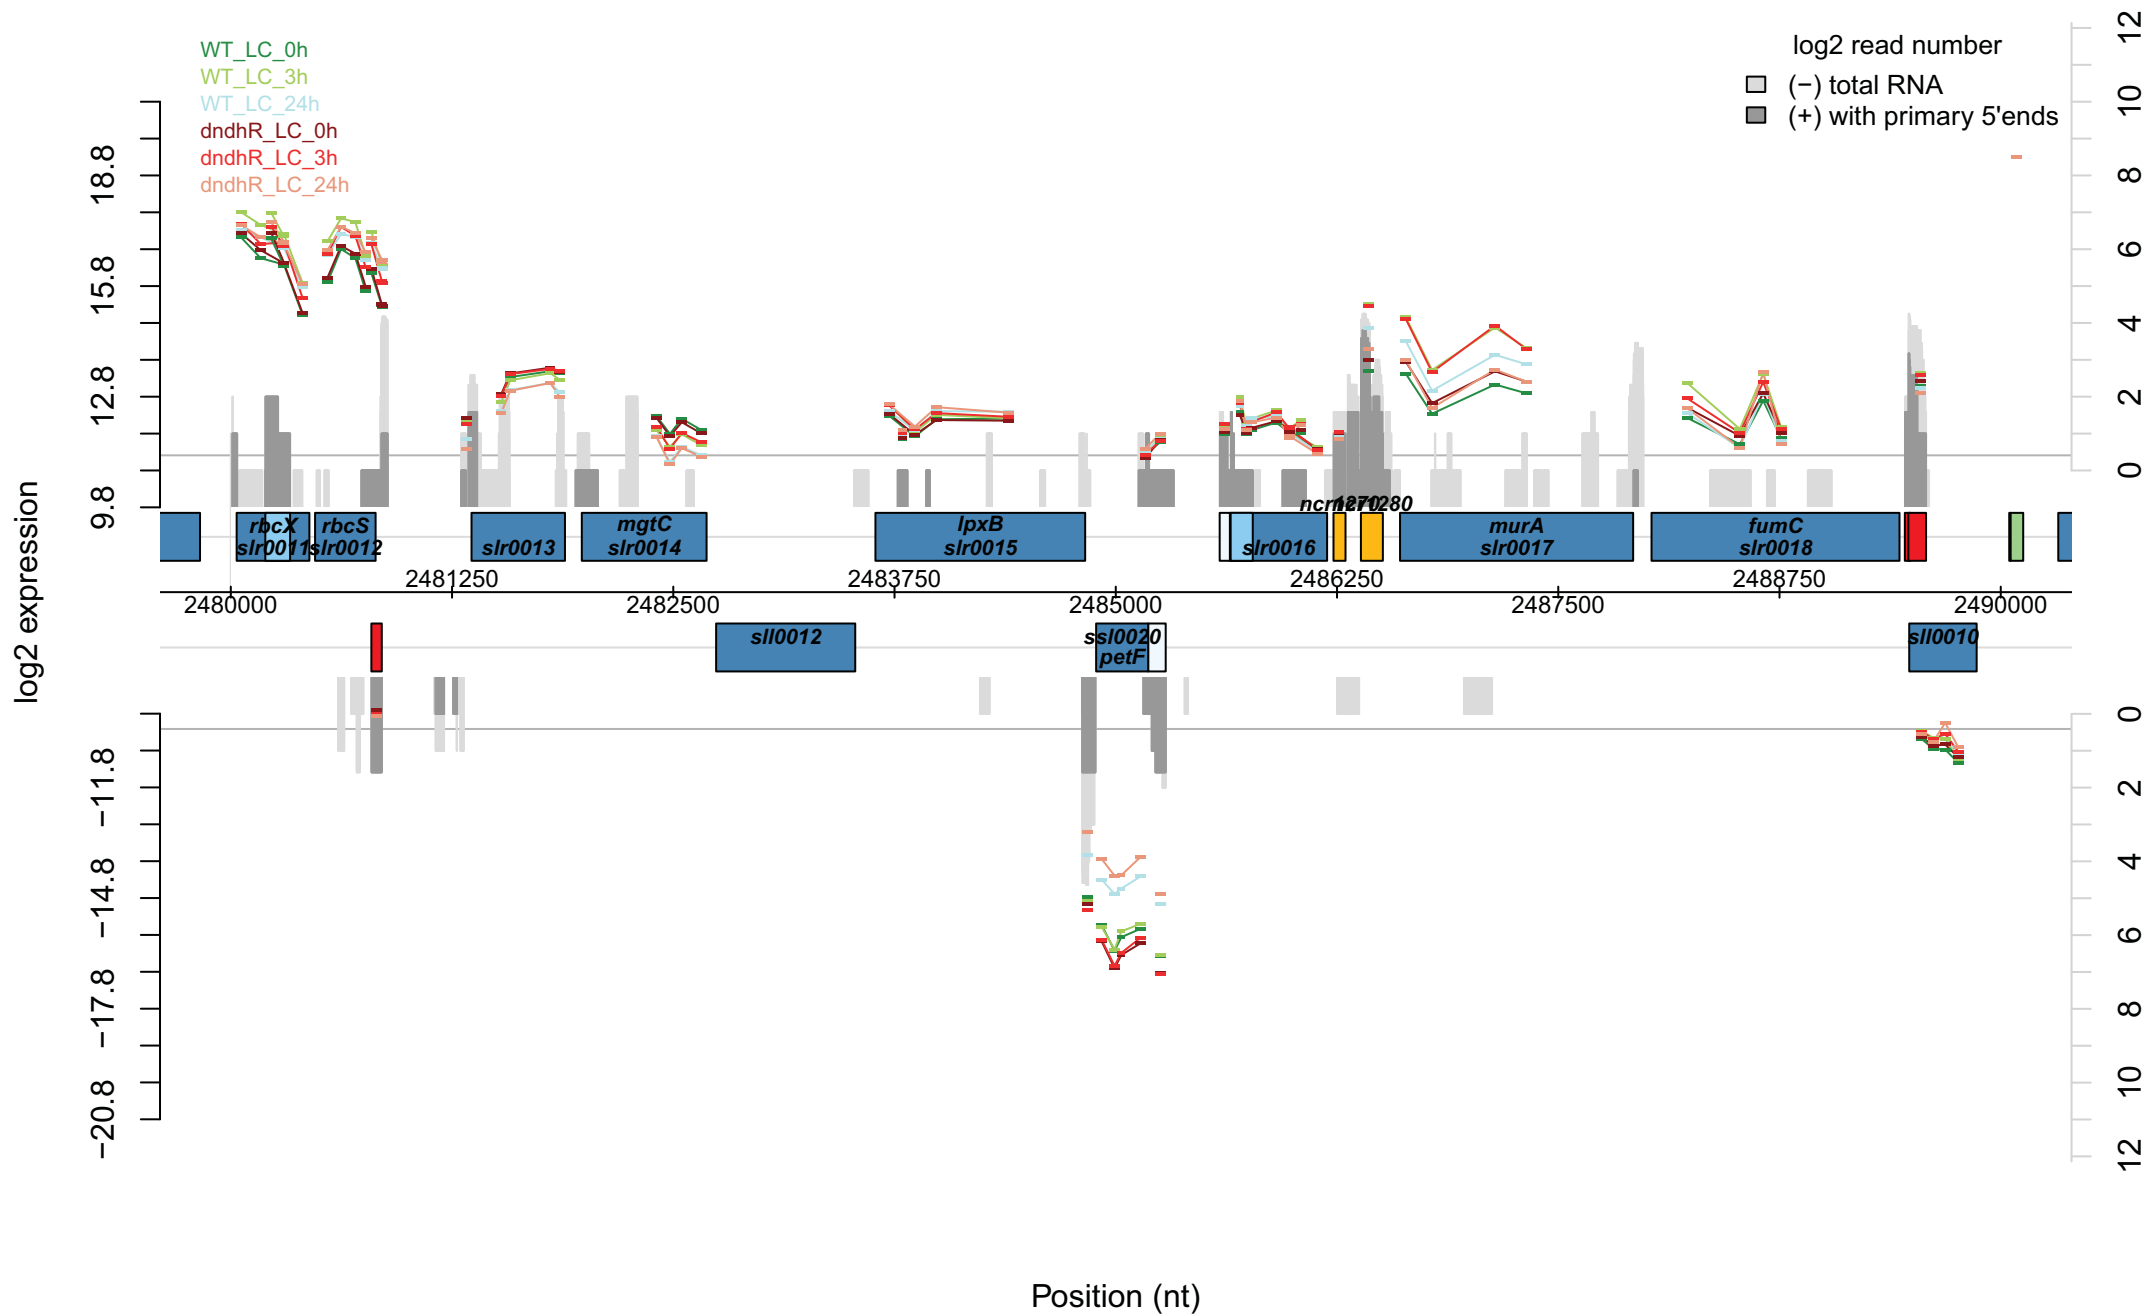 WT_LC_0h
WT_LC_3h
WT_LC_24h
dndhR_LC_0h
dndhR_LC_3h
dndhR_LC_24h
log2 read number
(−) total RNA
(+) with primary 5'ends
12
10
8
6
4
2
0
18.8
15.8
12.8
9.8
log2 expression
rbcX
slr0011
rbcS
slr0012
slr0013
mgtC
slr0014
lpxB
slr0015
slr0016
murA
slr0017
fumC
slr0018
2481250
2483750
2486250
2488750
2480000
2482500
2485000
2487500
2490000
sll0012
ssl0020
petF
sll0010
−11.8
−14.8
−17.8
−20.8
0
2
4
6
8
10
12
Position (nt)